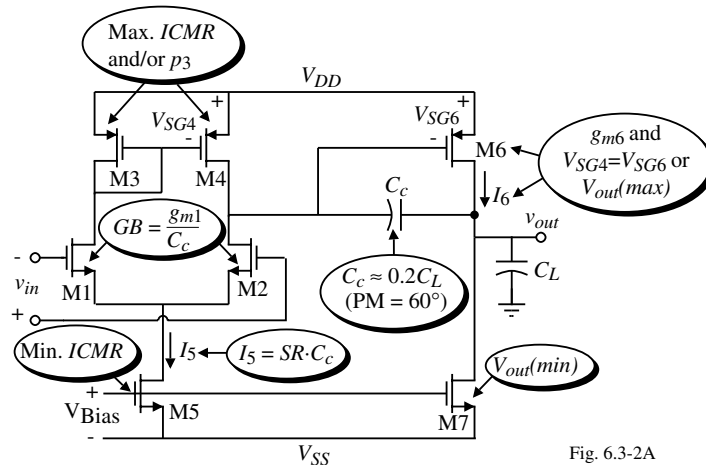 Max. ICMR
and/or p3
VDD
+
VSG4
-
+
VSG6
-
M3
M4
M6
gm6 and
VSG4=VSG6 or
Vout(max)
I6
Cc
GB = gm1/Cc
vout
-
vin
+
M1
M2
Cc ≈ 0.2CL
(PM = 60°)
CL
Min. ICMR
I5
I5 = SR·Cc
Vout(min)
+
VBias
-
M5
M7
VSS
Fig. 6.3-2A